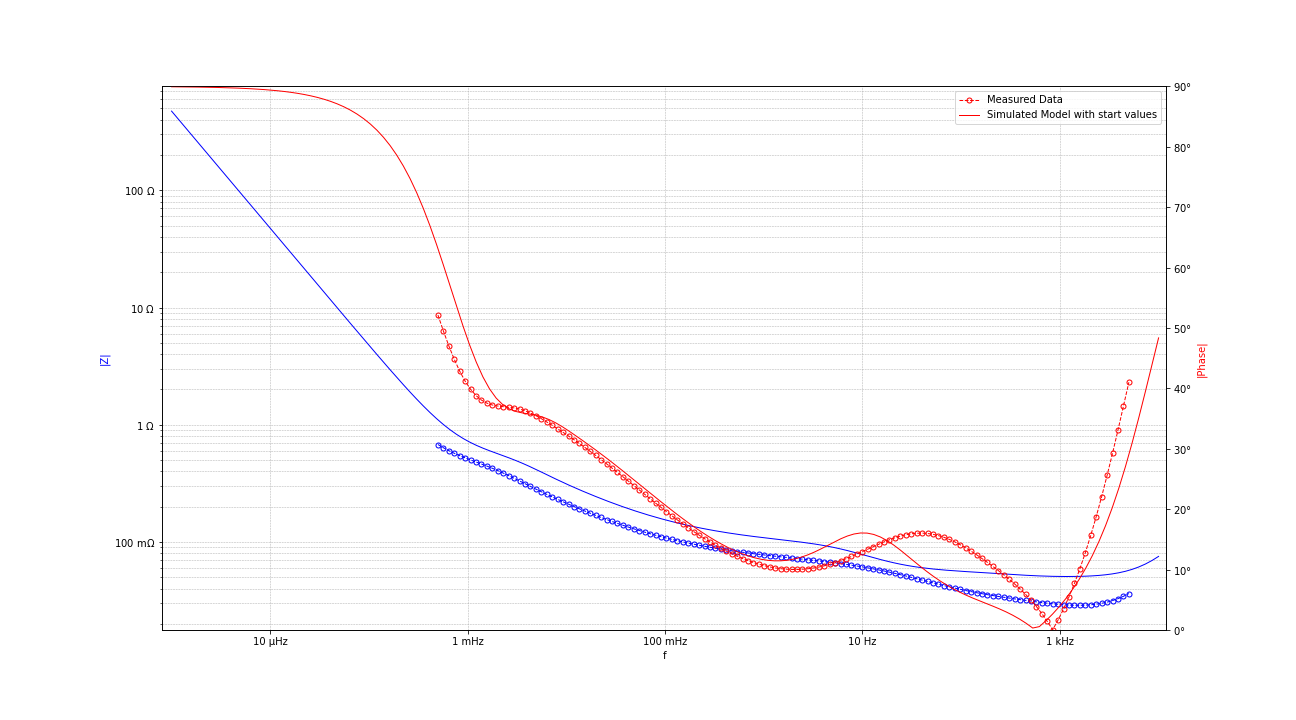 Measured Data
Simulated Model with start values
100 Ω
10 Ω
1 Ω
100 mΩ
|Z|
90°
80°
70°
60°
50°
40°
30°
20°
10°
0°
|Phase|
10 μHz
1 mHz
100 mHz
10 Hz
1 kHz
f